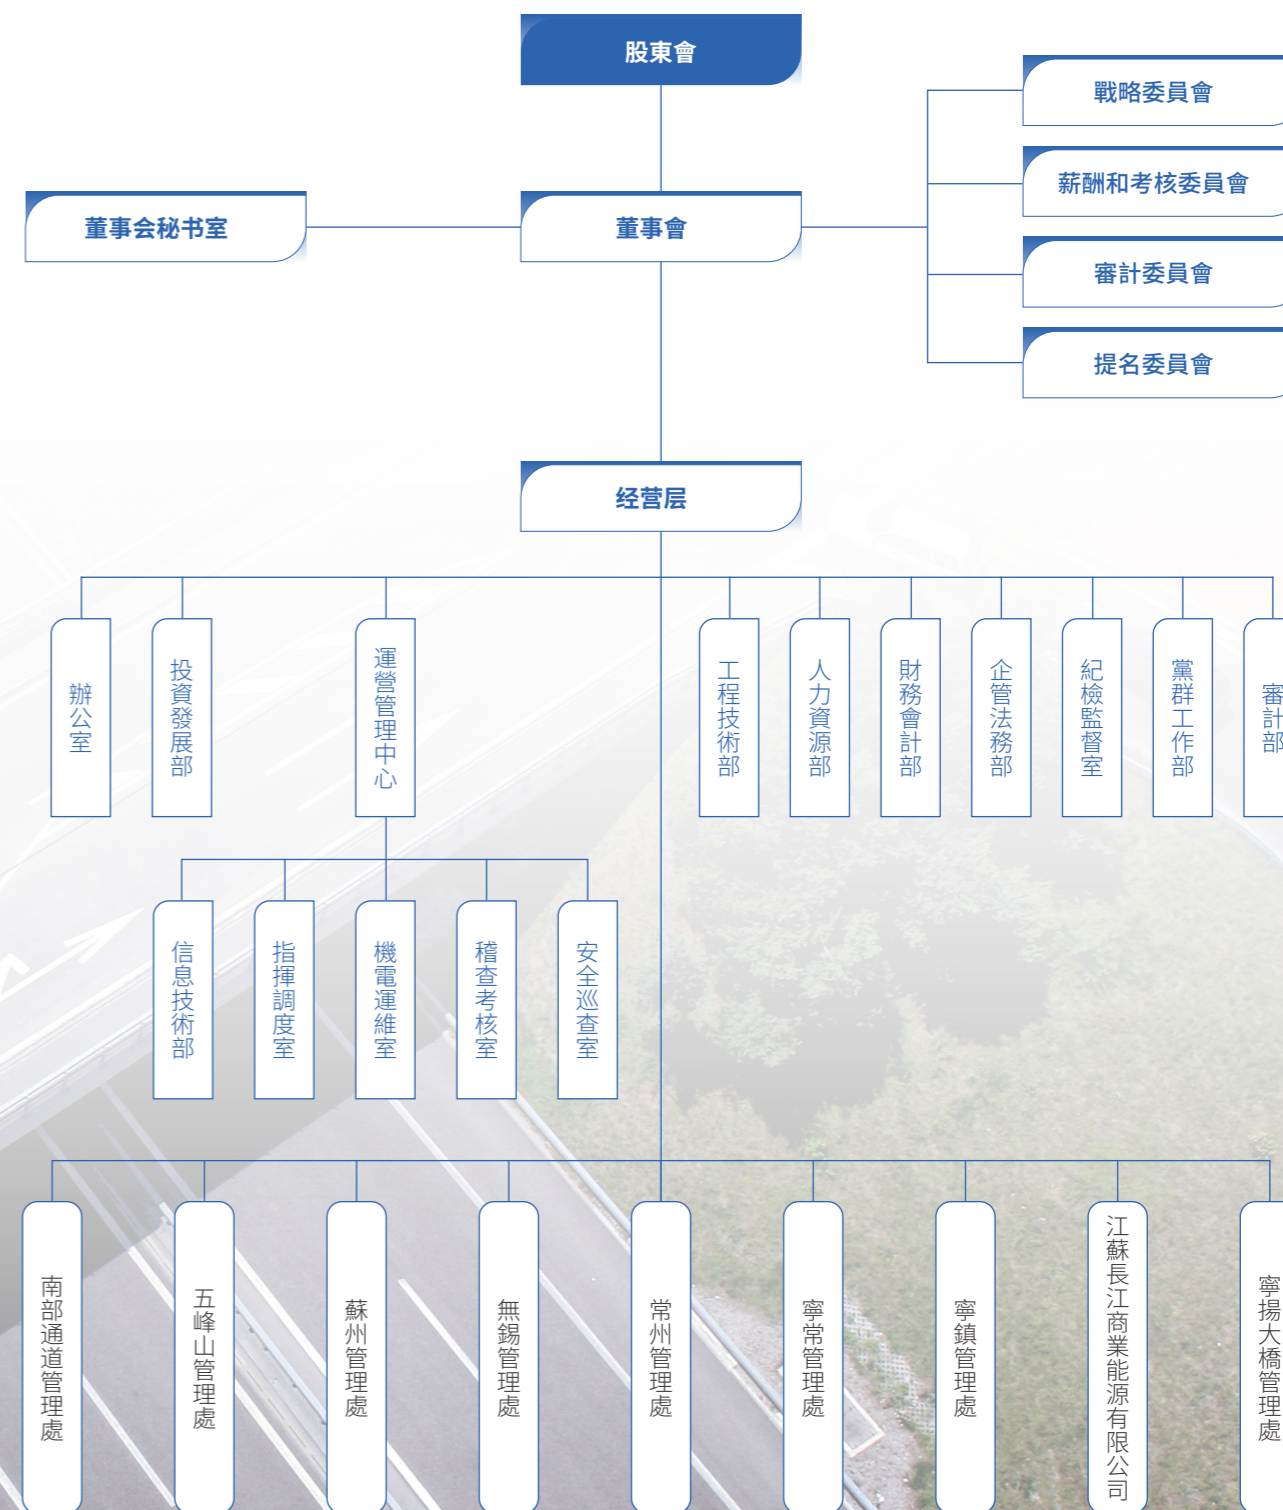 股東會
戰略委員會
薪酬和考核委員會
董事会秘书室
董事會
審計委員會
提名委員會
经营层
辦公室
投資發展部
運營管理中心
工程技術部
人力資源部
財務會計部
企管法務部
紀檢監督室
黨群工作部
審計部
信息技術部
指揮調度室
機電運維室
稽查考核室
安全巡查室
南部通道管理處
五峰山管理處
蘇州管理處
無錫管理處
常州管理處
寧常管理處
寧鎮管理處
江蘇長江商業能源有限公司
寧揚大橋管理處